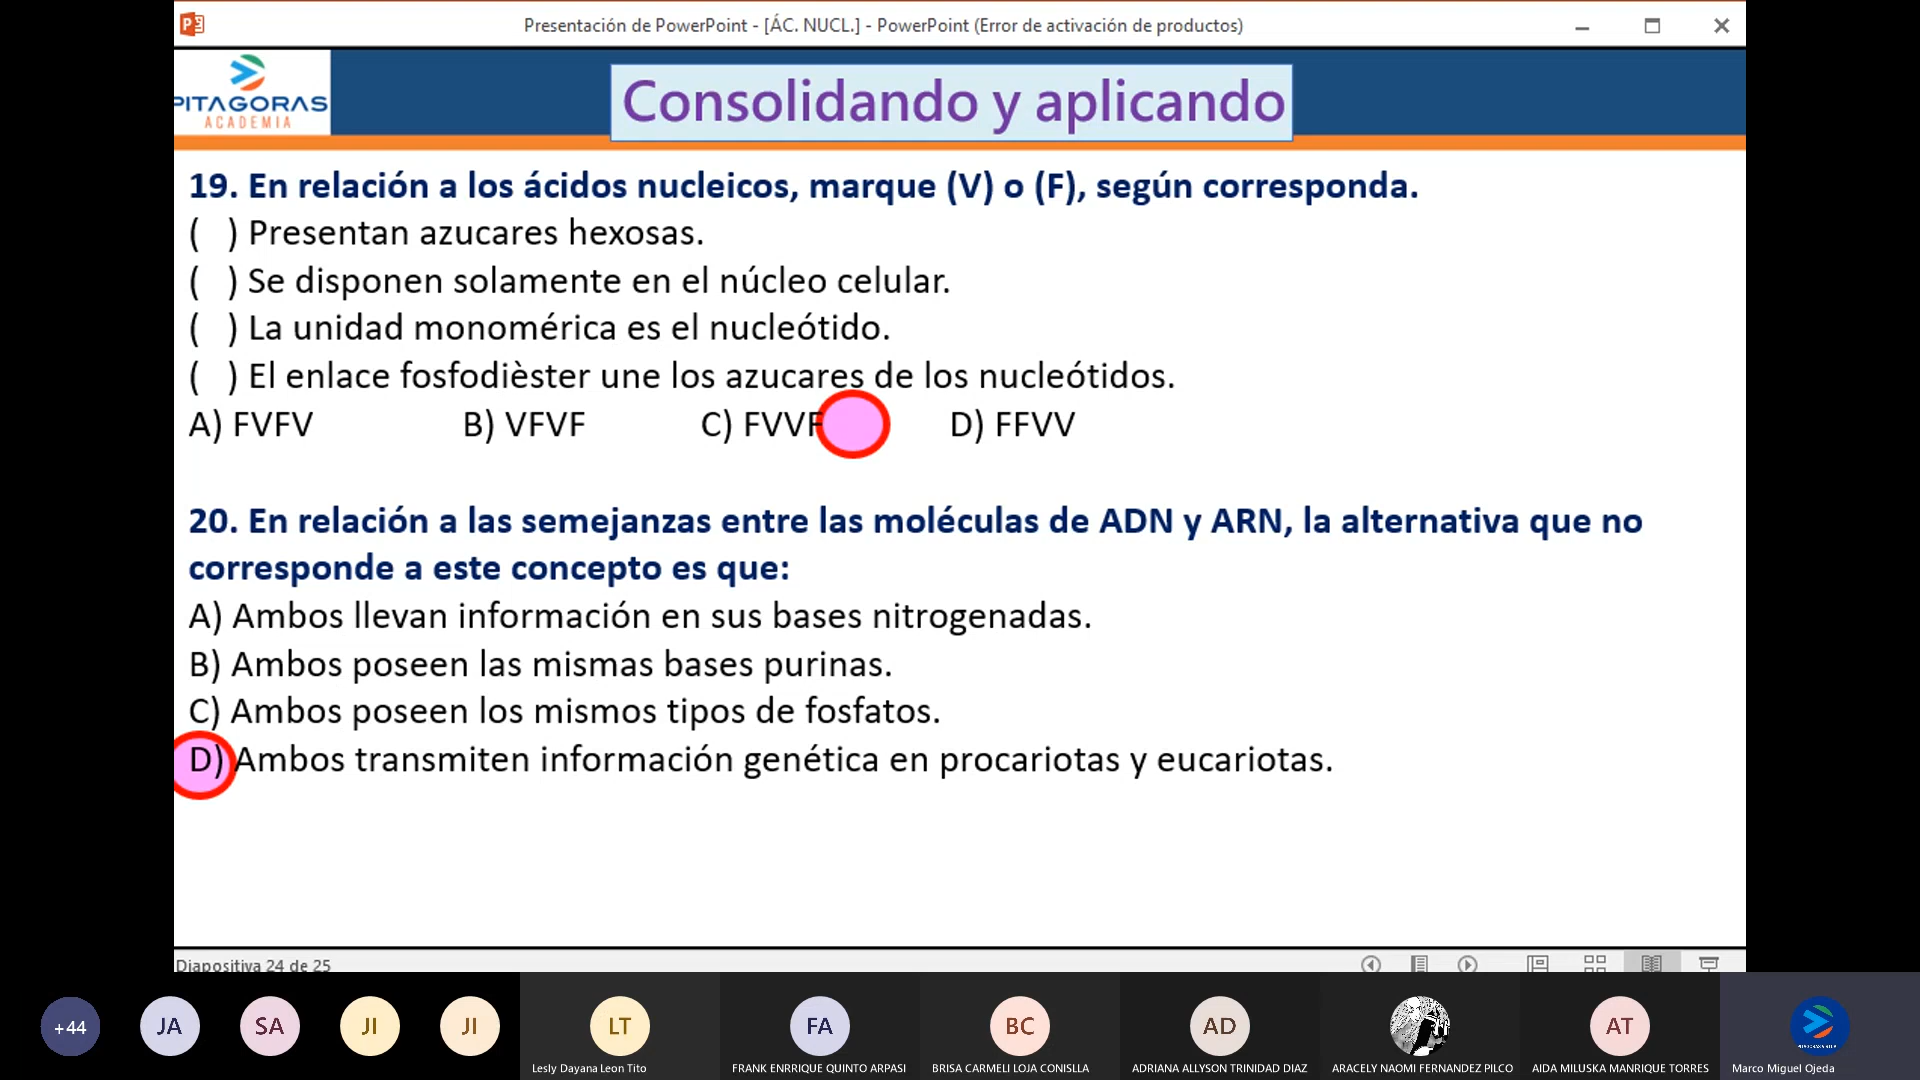 Presentación de PowerPoint - [ÁC. NUCL.] - PowerPoint (Error de activación de productos)
PITAGORAS
ACADEMIA
Consolidando y aplicando
19. En relación a los ácidos nucleicos, marque (V) o (F), según corresponda.
( ) Presentan azucares hexosas.
( ) Se disponen solamente en el núcleo celular.
( ) La unidad monomérica es el nucleótido.
( ) El enlace fosfodièster une los azucares de los nucleótidos.
A) FVFV B) VFVF C) FVVF D) FFVV
20. En relación a las semejanzas entre las moléculas de ADN y ARN, la alternativa que no
corresponde a este concepto es que:
A) Ambos llevan información en sus bases nitrogenadas.
B) Ambos poseen las mismas bases purinas.
C) Ambos poseen los mismos tipos de fosfatos.
D) Ambos transmiten información genética en procariotas y eucariotas.
Diapositiva 24 de 25
+44 JA SA JI JI LT FA BC AD AT
Lesly Dayana Leon Tito FRANK ENRRIQUE QUINTO ARPASI BRISA CARMELI LOJA CONISLLA ADRIANA ALLYSON TRINIDAD DIAZ ARACELY NAOMI FERNANDEZ PILCO AIDA MILUSKA MANRIQUE TORRES Marco Miguel Ojeda